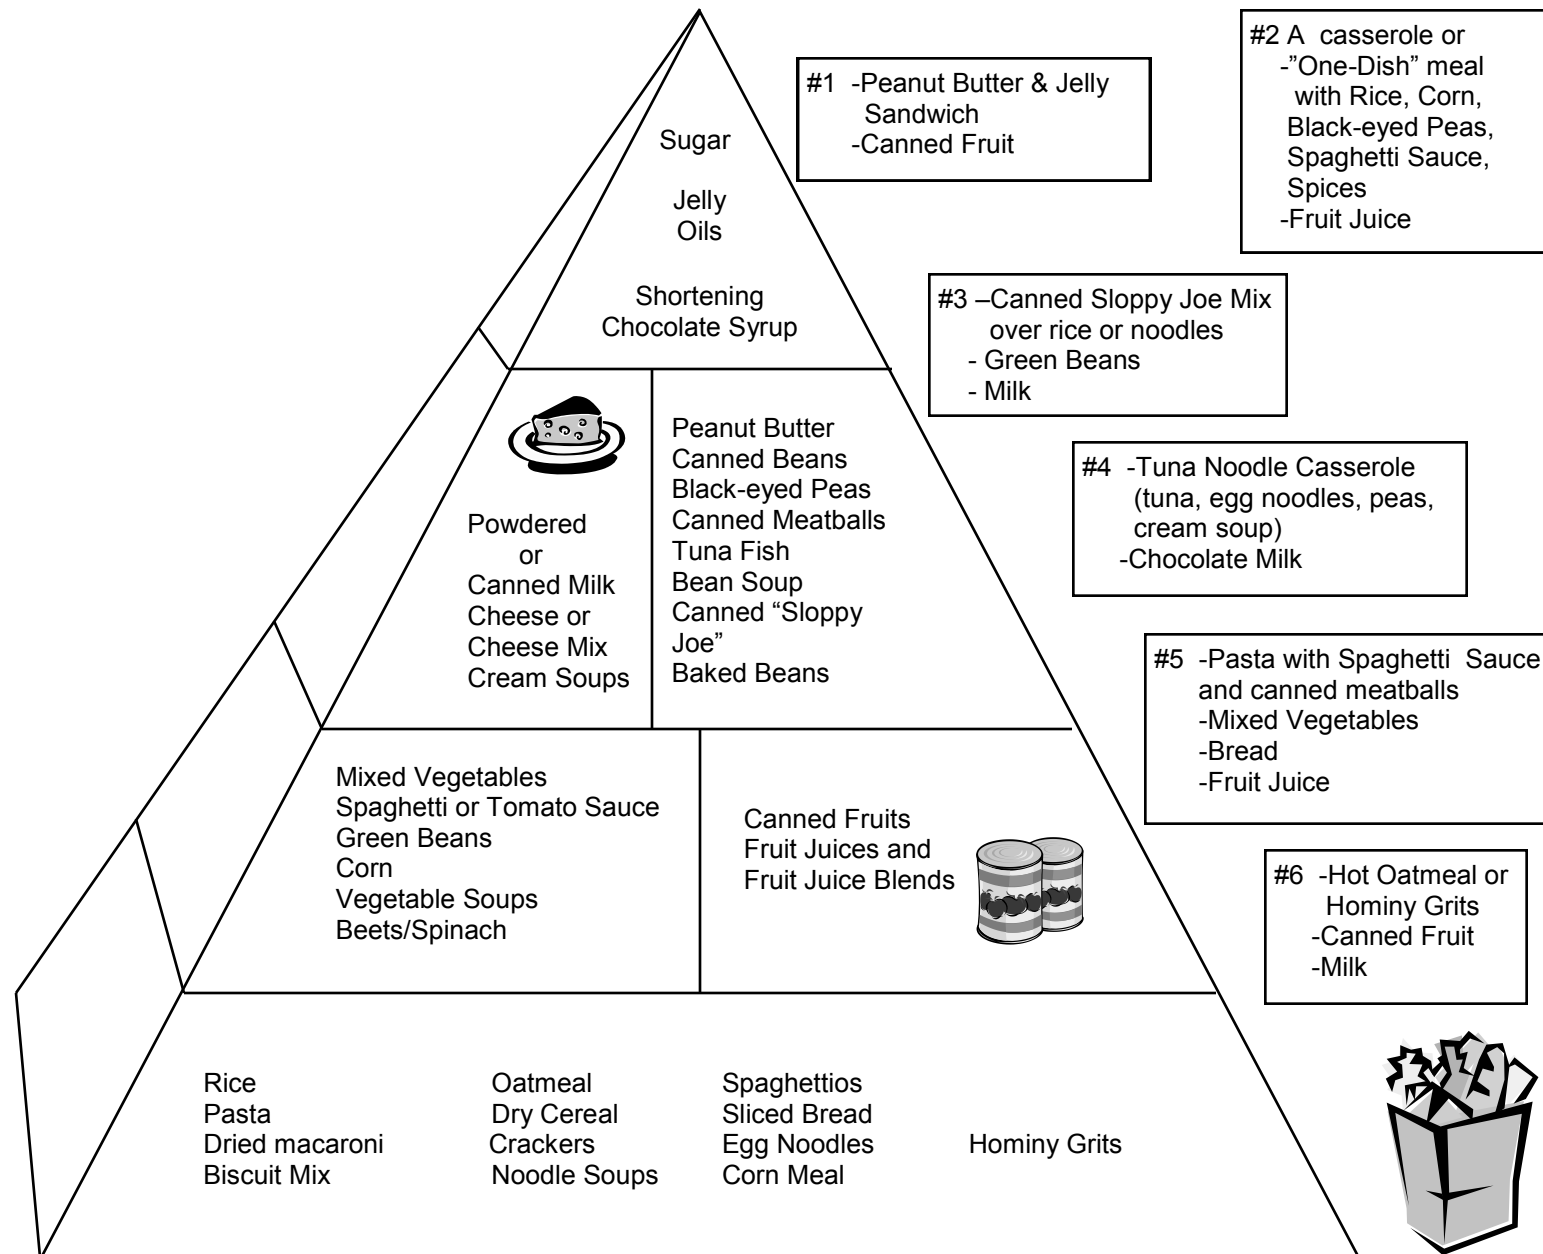 Sugar
Jelly
Oils
Shortening
Chocolate Syrup
#1 -Peanut Butter & Jelly
Sandwich
-Canned Fruit
#2 A casserole or
-”One-Dish” meal
with Rice, Corn,
Black-eyed Peas,
Spaghetti Sauce,
Spices
-Fruit Juice
#3 –Canned Sloppy Joe Mix
over rice or noodles
- Green Beans
- Milk
Powdered
or
Canned Milk
Cheese or
Cheese Mix
Cream Soups
Peanut Butter
Canned Beans
Black-eyed Peas
Canned Meatballs
Tuna Fish
Bean Soup
Canned “Sloppy
Joe”
Baked Beans
#4 -Tuna Noodle Casserole
(tuna, egg noodles, peas,
cream soup)
-Chocolate Milk
#5 -Pasta with Spaghetti Sauce
and canned meatballs
-Mixed Vegetables
-Bread
-Fruit Juice
Mixed Vegetables
Spaghetti or Tomato Sauce
Green Beans
Corn
Vegetable Soups
Beets/Spinach
Canned Fruits
Fruit Juices and
Fruit Juice Blends
#6 -Hot Oatmeal or
Hominy Grits
-Canned Fruit
-Milk
Rice
Pasta
Dried macaroni
Biscuit Mix
Oatmeal
Dry Cereal
Crackers
Noodle Soups
Spaghettios
Sliced Bread
Egg Noodles
Corn Meal
Hominy Grits